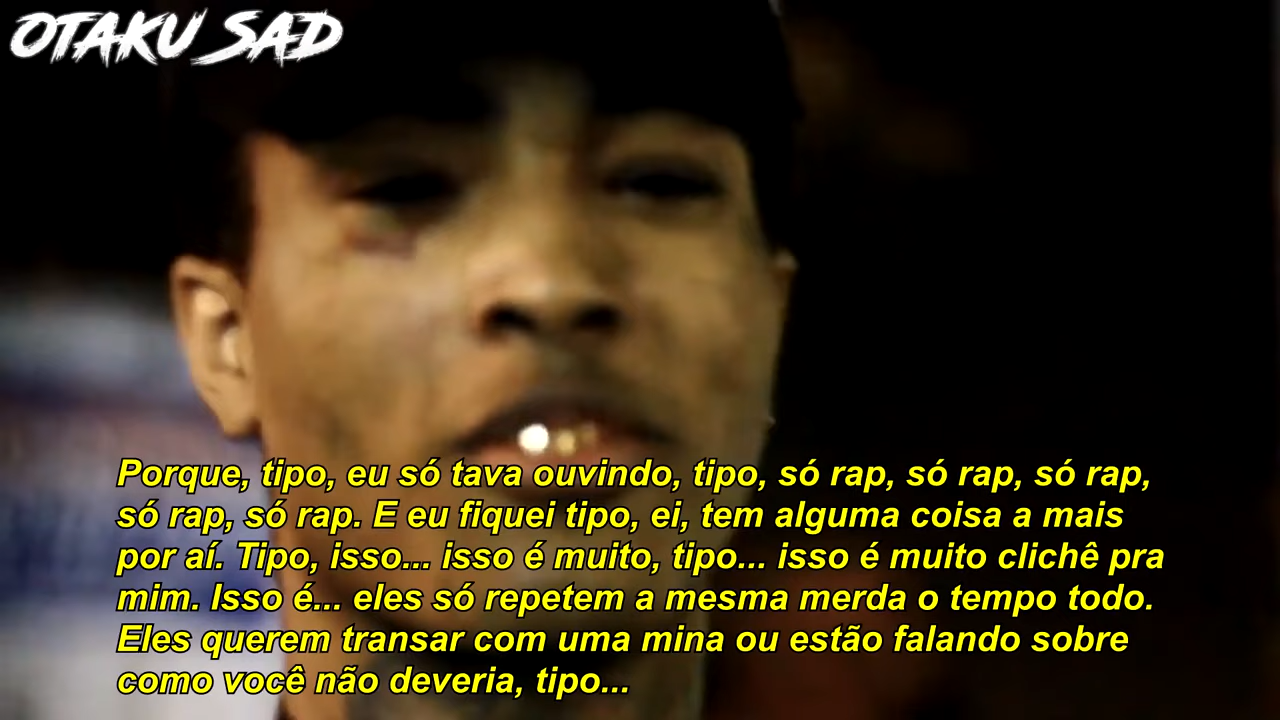 OTAKU SAD
Porque, tipo, eu só tava ouvindo, tipo, só rap, só rap, só rap,
só rap, só rap. E eu fiquei tipo, ei, tem alguma coisa a mais
por aí. Tipo, isso... isso é muito, tipo... isso é muito clichê pra
mim. Isso é... eles só repetem a mesma merda o tempo todo.
Eles querem transar com uma mina ou estão falando sobre
como você não deveria, tipo...